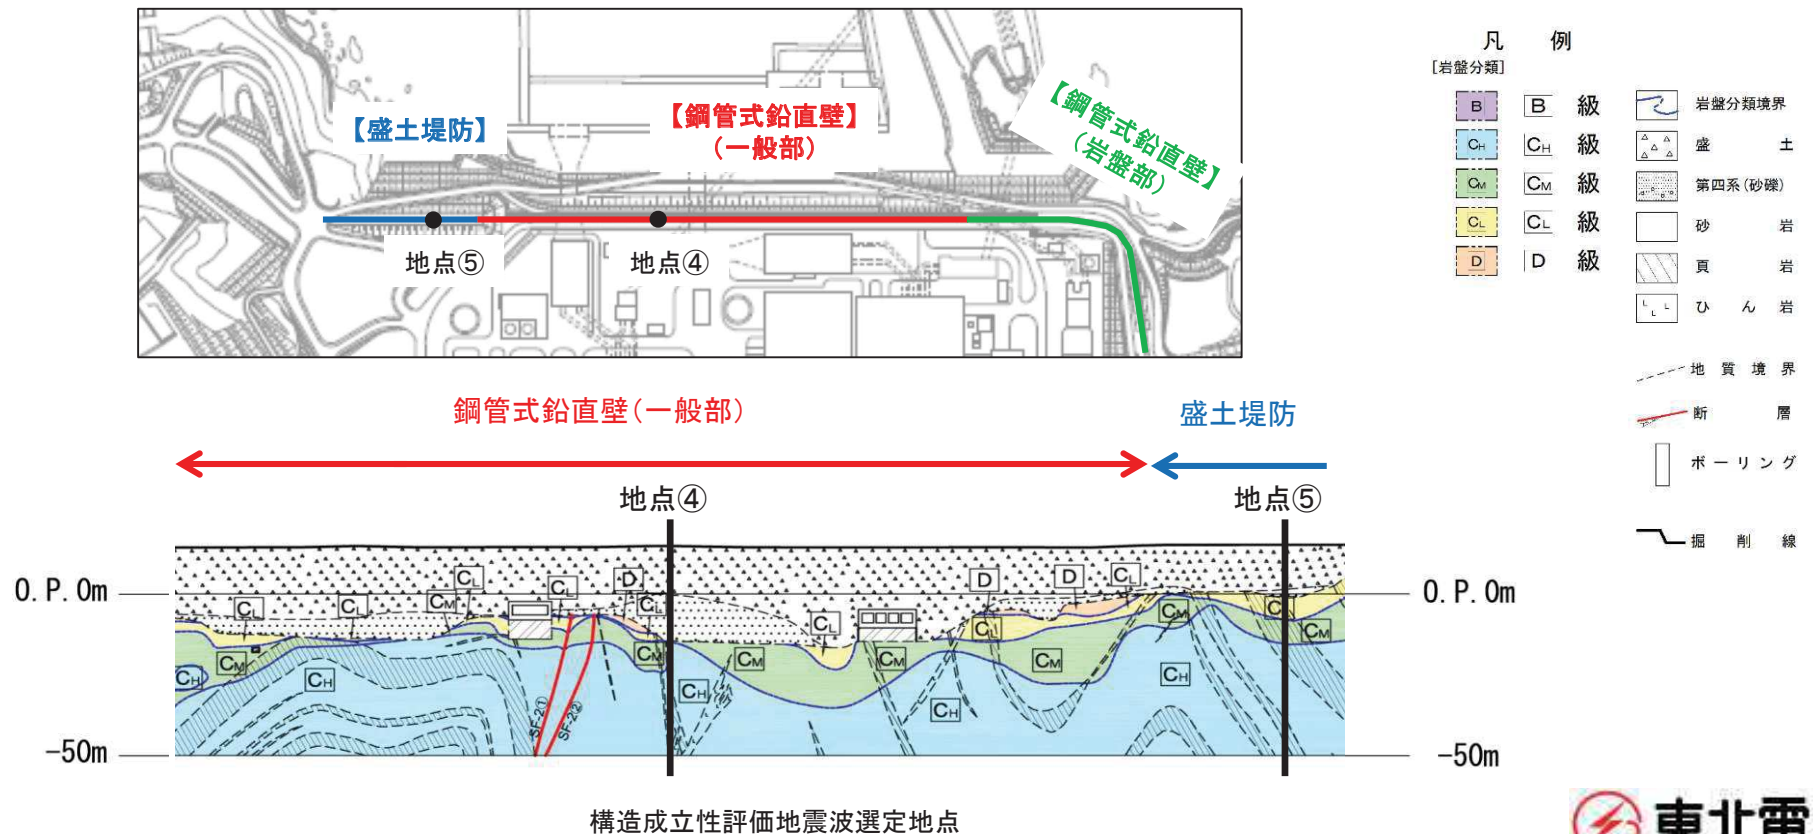 【盛土堤防】
【鋼管式鉛直壁】
(一般部)
【鋼管式鉛直壁】
(岩盤部)
地点⑤
地点④
凡 例
[岩盤分類]
B B 級
CH CH 級
CM CM 級
CL CL 級
D D 級
岩盤分類境界
盛土
第四系(砂礫)
砂岩
頁岩
ひん岩
地質境界
断層
ボーリング
掘削線
鋼管式鉛直壁(一般部)
盛土堤防
地点④
地点⑤
O.P.0m
O.P.0m
CL
CL
CM
CL
CL
D
CL
CL
D
D
CL
CL
CM
CL
CM
CH
CM
CH
CM
CM
CH
CM
CL
CM
CH
CH
SF-2①
SF-2②
-50m
-50m
構造成立性評価地震波選定地点
東北電